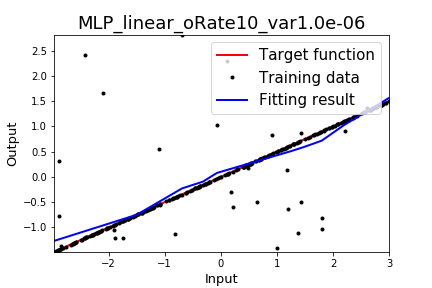 MLP_linear_oRate10_var1.0e-06
Target function
Training data
Fitting result
Output
2.5
2.0
1.5
1.0
0.5
0.0
−0.5
−1.0
−2
−1
0
1
2
3
Input